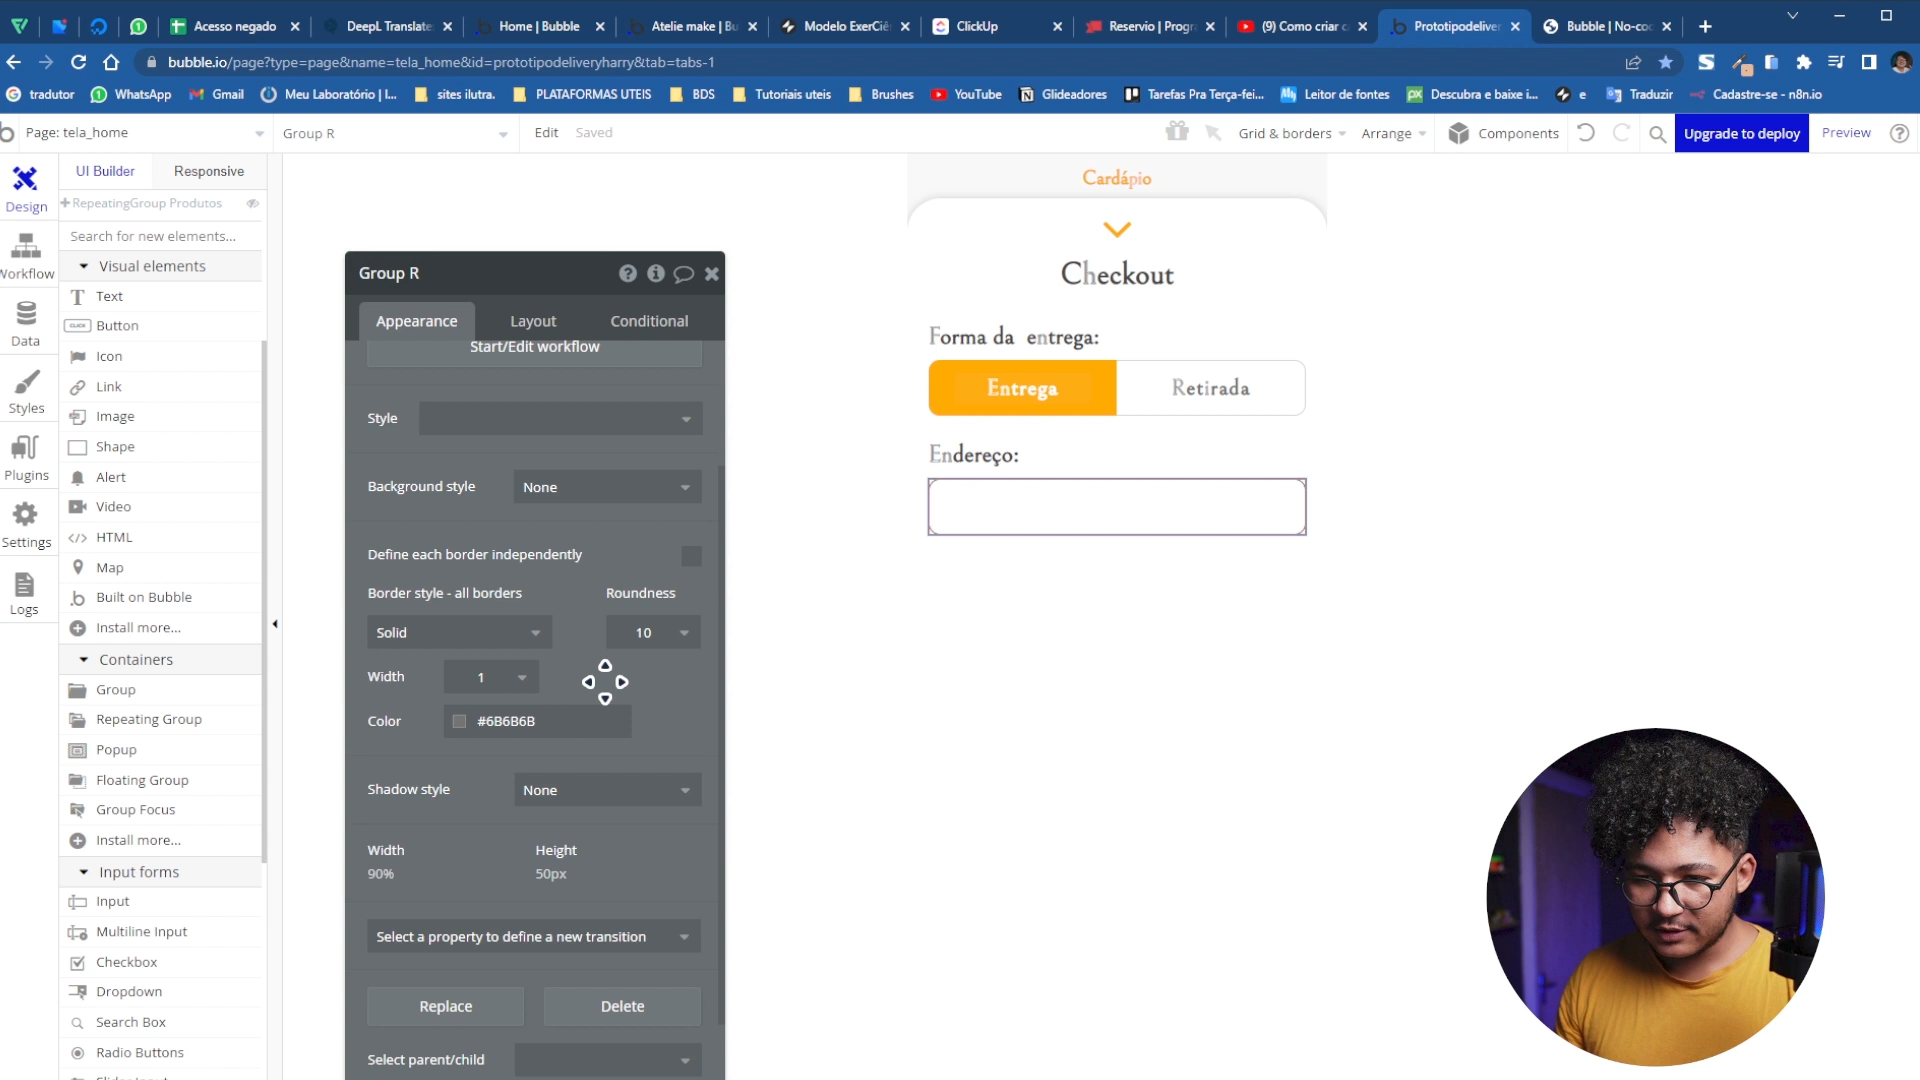 Acesso negado
DeepL Translate
Home | Bubble
Atelie make | Bu
Modelo ExerCiê
ClickUp
Reservio | Progr
(9) Como criar c
Prototipodelivery
Bubble | No-coc
bubble.io/page?type=page&name=tela_home&id=prototipodeliveryharry&tab=tabs-1
tradutor
WhatsApp
Gmail
Meu Laboratório | I...
sites ilutra.
PLATAFORMAS UTEIS
BDS
Tutoriais uteis
Brushes
YouTube
Glideadores
Tarefas Pra Terça-fei...
Leitor de fontes
Descubra e baixe i...
e
Traduzir
Cadastre-se - n8n.io
Page: tela_home
Group R
Edit
Saved
Grid & borders
Arrange
Components
Upgrade to deploy
Preview
Design
Workflow
Data
Styles
Plugins
Settings
Logs
UI Builder
Responsive
RepeatingGroup Produtos
Search for new elements...
Visual elements
Text
Button
Icon
Link
Image
Shape
Alert
Video
HTML
Map
Built on Bubble
Install more...
Containers
Group
Repeating Group
Popup
Floating Group
Group Focus
Install more...
Input forms
Input
Multiline Input
Checkbox
Dropdown
Search Box
Radio Buttons
Group R
Appearance
Layout
Conditional
Start/Edit workflow
Style
Background style
None
Define each border independently
Border style - all borders
Roundness
Solid
10
Width
1
Color
#6B6B6B
Shadow style
None
Width
Height
90%
50px
Select a property to define a new transition
Replace
Delete
Select parent/child
Cardápio
Checkout
Forma da entrega:
Entrega
Retirada
Endereço: